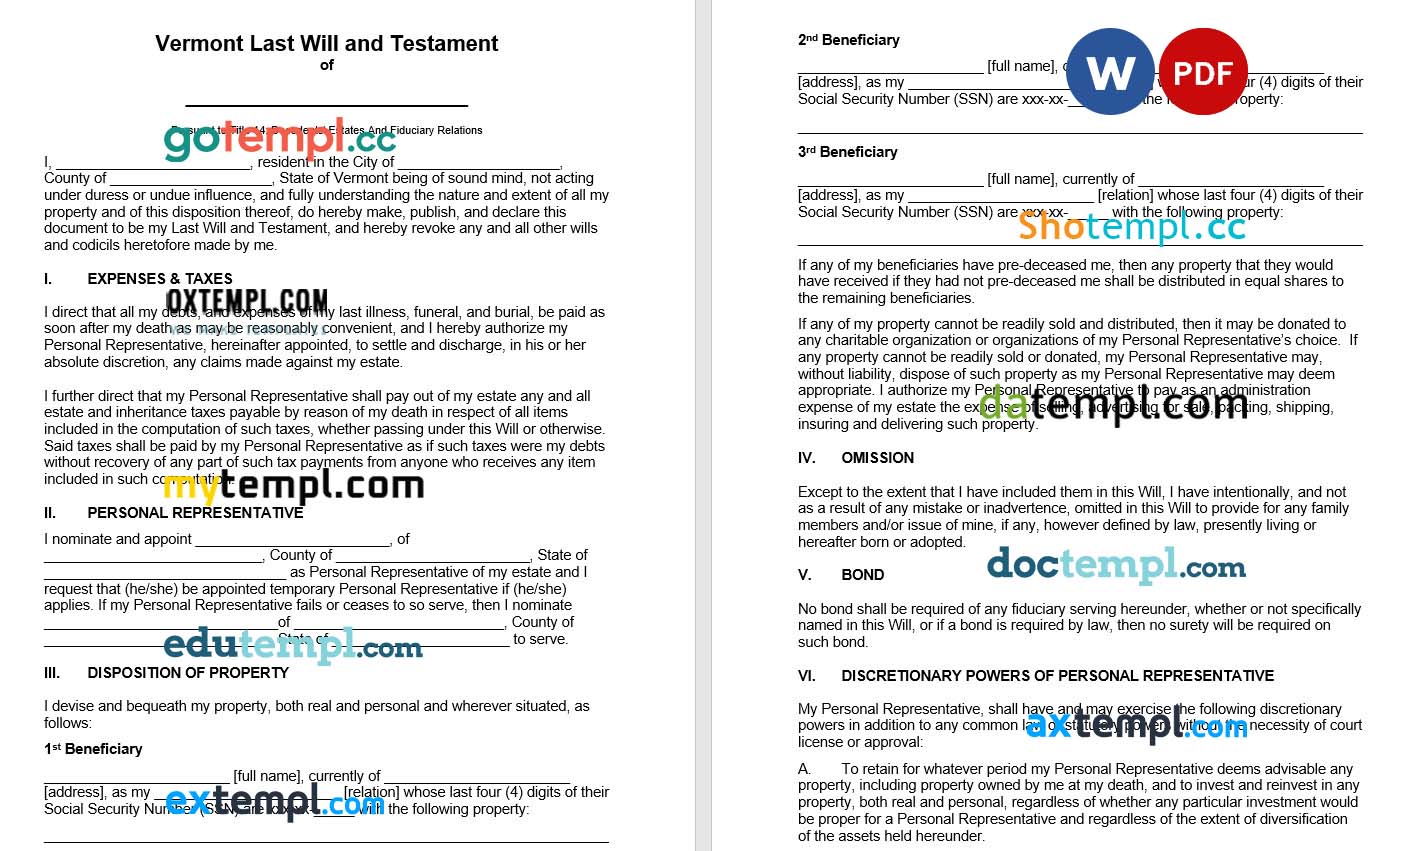 Vermont Last Will and Testament
of
Pursuant to Title 14: Decedents Estates And Fiduciary Relations
gotempl.cc
I, ________________________, resident in the City of ____________________,
County of ____________________, State of Vermont being of sound mind, not acting
under duress or undue influence, and fully understanding the nature and extent of all my
property and of this disposition thereof, do hereby make, publish, and declare this
document to be my Last Will and Testament, and hereby revoke any and all other wills
and codicils heretofore made by me.
I. EXPENSES & TAXES
OXTEMPL.COM
I direct that all my debts, and expenses of my last illness, funeral, and burial, be paid as
soon after my death as may be reasonably convenient, and I hereby authorize my
WE MAKE TEMPLATES
Personal Representative, hereinafter appointed, to settle and discharge, in his or her
absolute discretion, any claims made against my estate.
I further direct that my Personal Representative shall pay out of my estate any and all
estate and inheritance taxes payable by reason of my death in respect of all items
included in the computation of such taxes, whether passing under this Will or otherwise.
Said taxes shall be paid by my Personal Representative as if such taxes were my debts
without recovery of any part of such tax payments from anyone who receives any item
included in such computation.
mytempl.com
II. PERSONAL REPRESENTATIVE
I nominate and appoint ________________________, of
___________________________, County of ________________________, State of
______________________________ as Personal Representative of my estate and I
request that (he/she) be appointed temporary Personal Representative if (he/she)
applies. If my Personal Representative fails or ceases to so serve, then I nominate
_____________________________of __________________________, County of
____________________________ State of ______________________ to serve.
edutempl.com
III. DISPOSITION OF PROPERTY
I devise and bequeath my property, both real and personal and wherever situated, as
follows:
1st Beneficiary
_______________________ [full name], currently of _______________________
[address], as my _______________________ [relation] whose last four (4) digits of their
extempl.com
Social Security Number (SSN) are xxx-xx-_____ with the following property:
2nd Beneficiary
W PDF
_______________________ [full name],
[address], as my _______________________ (4) digits of their
Social Security Number (SSN) are xxx-xx-_____ the property:
3rd Beneficiary
_______________________ [full name], currently of _______________________
[address], as my _______________________ [relation] whose last four (4) digits of their
Social Security Number (SSN) are xxx-xx-_____ with the following property:
Shotempl.cc
If any of my beneficiaries have pre-deceased me, then any property that they would
have received if they had not pre-deceased me shall be distributed in equal shares to
the remaining beneficiaries.
If any of my property cannot be readily sold and distributed, then it may be donated to
any charitable organization or organizations of my Personal Representative’s choice. If
any property cannot be readily sold or donated, my Personal Representative may,
without liability, dispose of such property as my Personal Representative may deem
appropriate. I authorize my Personal Representative to pay as an administration
expense of my estate the expense of selling, advertising for sale, packing, shipping,
datempl.com
insuring and delivering such property.
IV. OMISSION
Except to the extent that I have included them in this Will, I have intentionally, and not
as a result of any mistake or inadvertence, omitted in this Will to provide for any family
members and/or issue of mine, if any, however defined by law, presently living or
hereafter born or adopted.
doctempl.com
V. BOND
No bond shall be required of any fiduciary serving hereunder, whether or not specifically
named in this Will, or if a bond is required by law, then no surety will be required on
such bond.
VI. DISCRETIONARY POWERS OF PERSONAL REPRESENTATIVE
My Personal Representative, shall have and may exercise the following discretionary
powers in addition to any common law or statutory powers without the necessity of court
axtempl.com
license or approval:
A. To retain for whatever period my Personal Representative deems advisable any
property, including property owned by me at my death, and to invest and reinvest in any
property, both real and personal, regardless of whether any particular investment would
be proper for a Personal Representative and regardless of the extent of diversification
of the assets held hereunder.